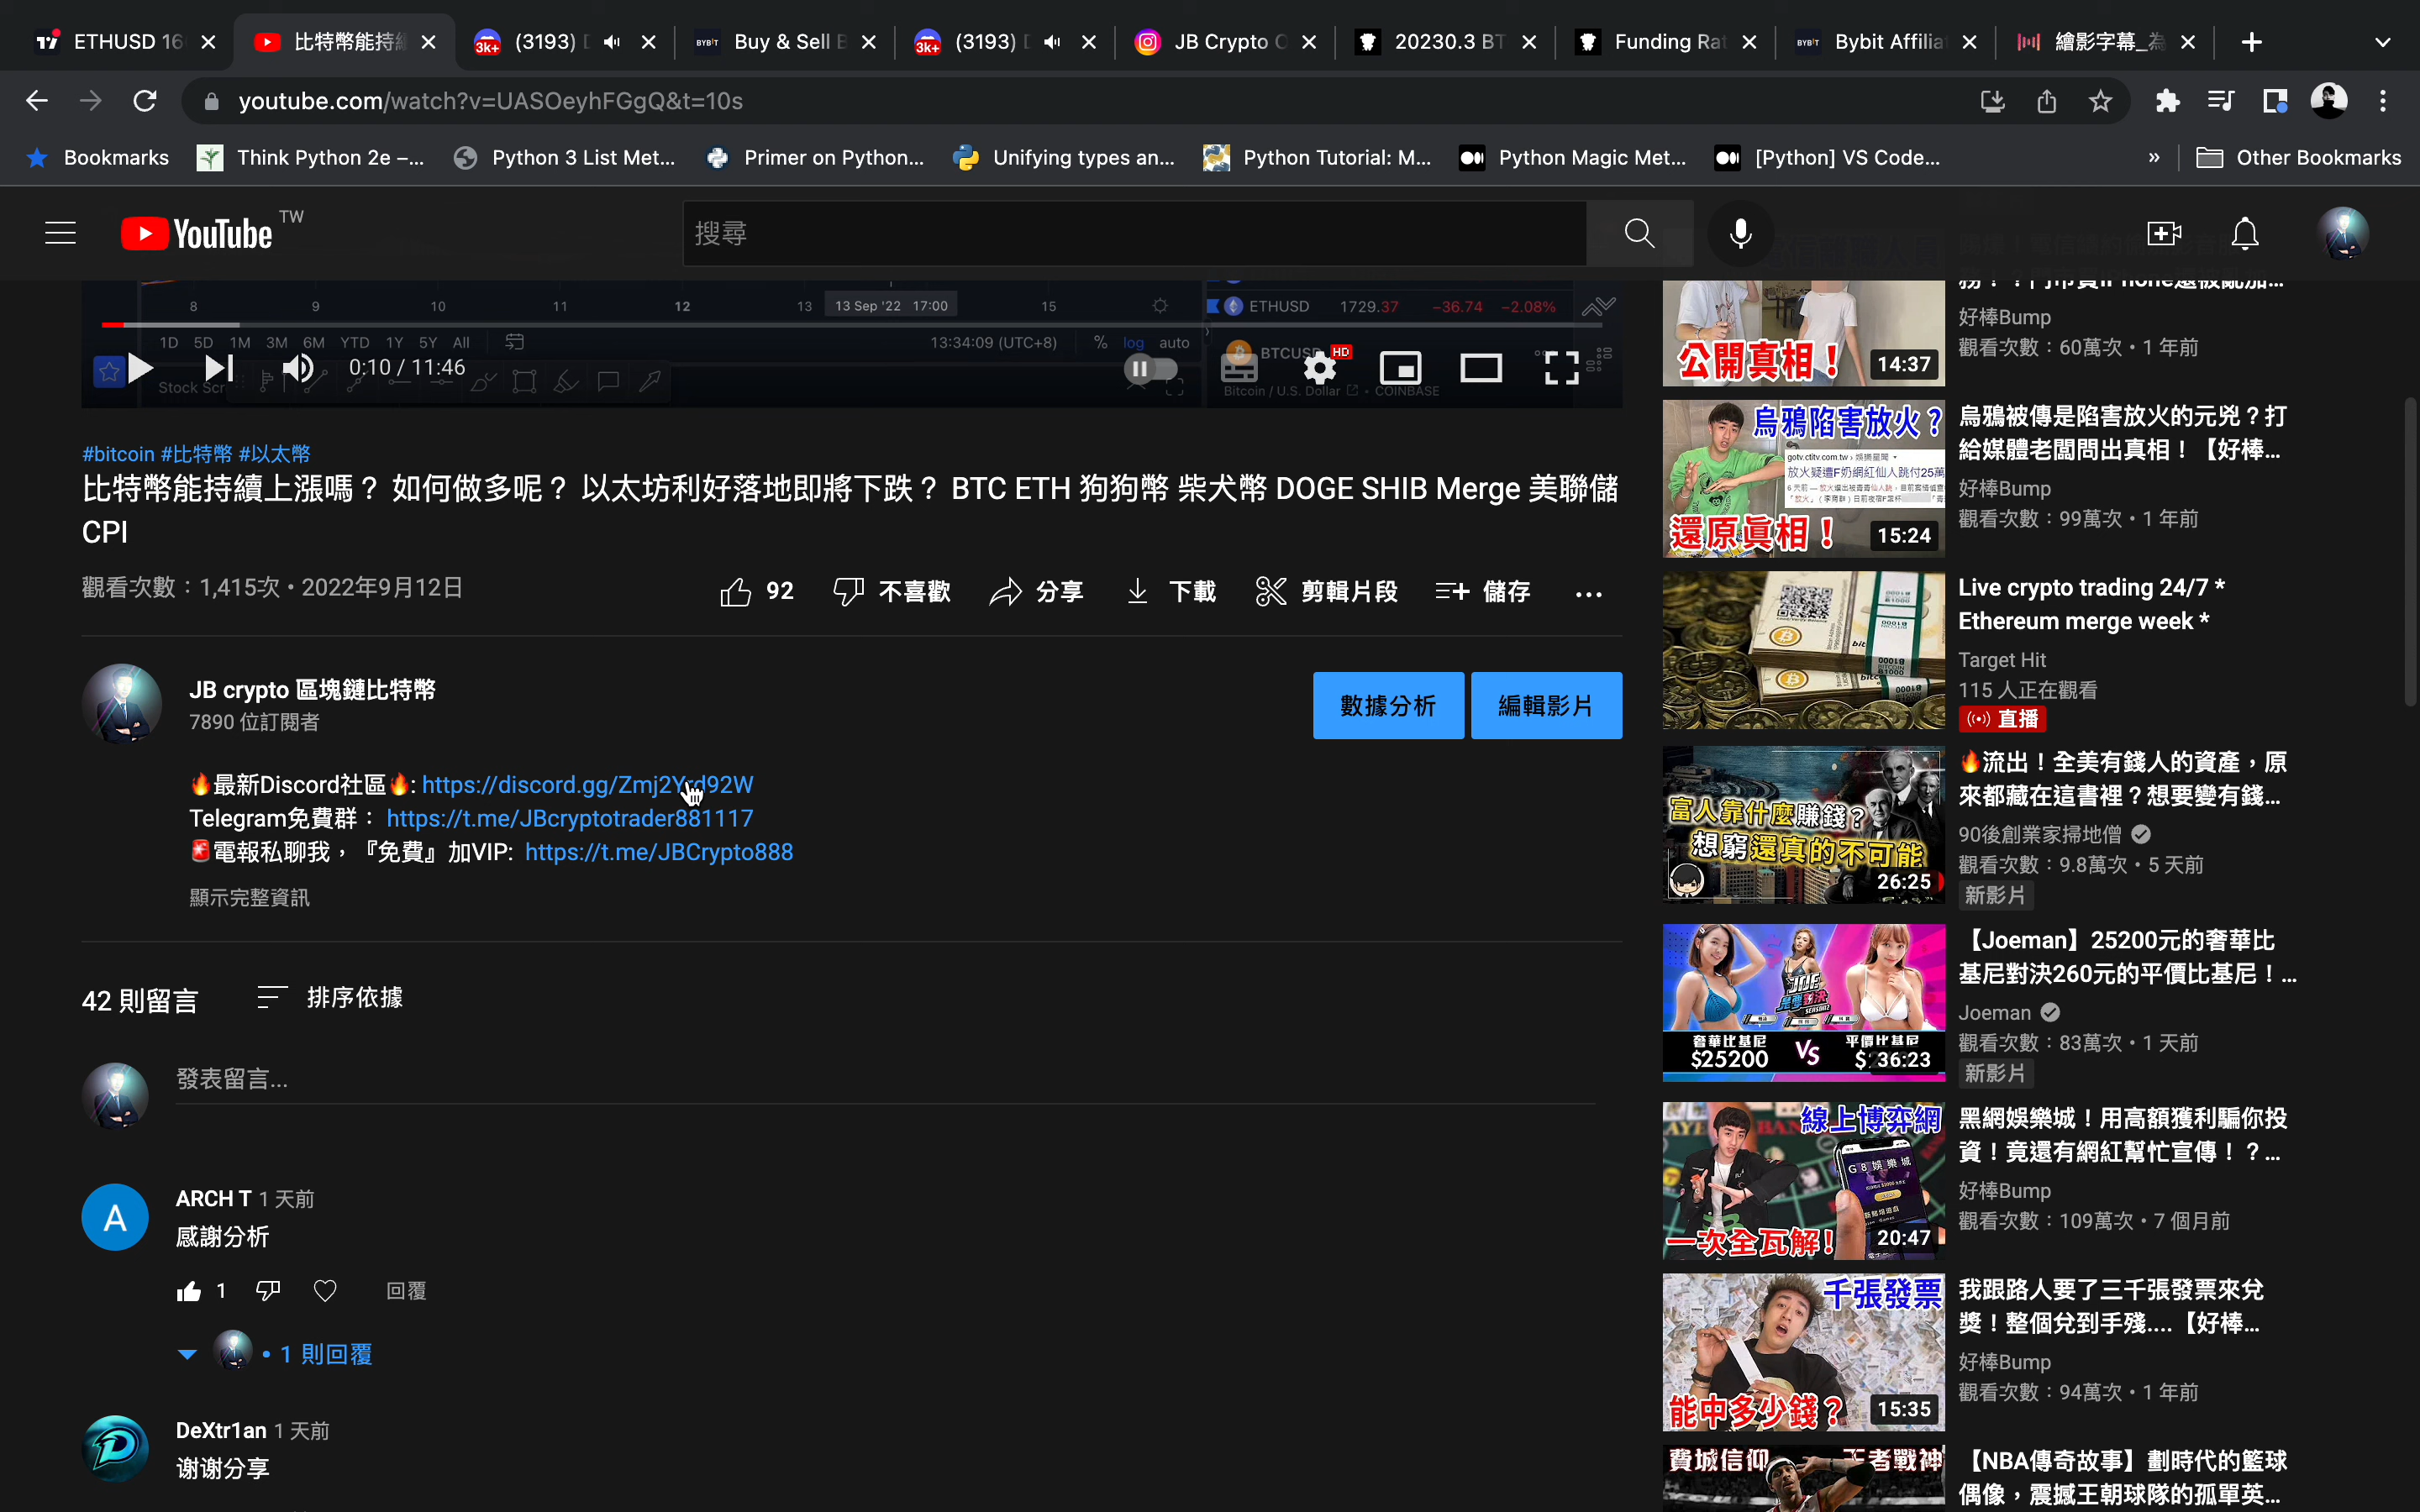 ETHUSD 16
比特幣能持
(3193)
Buy & Sell
(3193)
JB Crypto
20230.3 BT
Funding Rat
Bybit Affilia
繪影字幕_為
youtube.com/watch?v=UASOeyhFGgQ&t=10s
Bookmarks
Think Python 2e –...
Python 3 List Met...
Primer on Python...
Unifying types an...
Python Tutorial: M...
Python Magic Met...
[Python] VS Code...
»
Other Bookmarks
YouTube TW
搜尋
8 9 10 11 12 13 13 Sep '22 17:00 15
ETHUSD 1729.37 −36.74 −2.08%
1D 5D 1M 3M 6M YTD 1Y 5Y All
13:34:09 (UTC+8) % log auto
BTCUSD
HD
0:10 / 11:46
Stock Scr
Bitcoin / U.S. Dollar • COINBASE
#bitcoin #比特幣 #以太幣
比特幣能持續上漲嗎？ 如何做多呢？ 以太坊利好落地即將下跌？ BTC ETH 狗狗幣 柴犬幣 DOGE SHIB Merge 美聯儲
CPI
觀看次數：1,415次 • 2022年9月12日
92
不喜歡
分享
下載
剪輯片段
儲存
JB crypto 區塊鏈比特幣
7890 位訂閱者
數據分析
編輯影片
🔥最新Discord社區🔥: https://discord.gg/Zmj2Yrd92W
Telegram免費群： https://t.me/JBcryptotrader881117
🚨電報私聊我，『免費』加VIP: https://t.me/JBCrypto888
顯示完整資訊
42 則留言
排序依據
發表留言...
A
ARCH T 1 天前
感謝分析
1
回覆
• 1 則回覆
DeXtr1an 1 天前
谢谢分享
公開真相！
14:37
好棒Bump
觀看次數：60萬次 • 1 年前
烏鴉陷害放火？
還原真相！
15:24
烏鴉被傳是陷害放火的元兇？打
給媒體老闆問出真相！【好棒...
好棒Bump
觀看次數：99萬次 • 1 年前
Live crypto trading 24/7 *
Ethereum merge week *
Target Hit
115 人正在觀看
直播
富人靠什麼賺錢？
想窮還真的不可能
26:25
🔥流出！全美有錢人的資產，原
來都藏在這書裡？想要變有錢...
90後創業家掃地僧
觀看次數：9.8萬次 • 5 天前
新影片
奢華比基尼
$25200
VS
平價比基尼
36:23
【Joeman】25200元的奢華比
基尼對決260元的平價比基尼！...
Joeman
觀看次數：83萬次 • 1 天前
新影片
線上博弈網
一次全瓦解！
20:47
黑網娛樂城！用高額獲利騙你投
資！竟還有網紅幫忙宣傳！？...
好棒Bump
觀看次數：109萬次 • 7 個月前
千張發票
能中多少錢？
15:35
我跟路人要了三千張發票來兌
獎！整個兌到手殘....【好棒...
好棒Bump
觀看次數：94萬次 • 1 年前
費城信仰
王者戰神
【NBA傳奇故事】劃時代的籃球
偶像，震撼王朝球隊的孤單英...